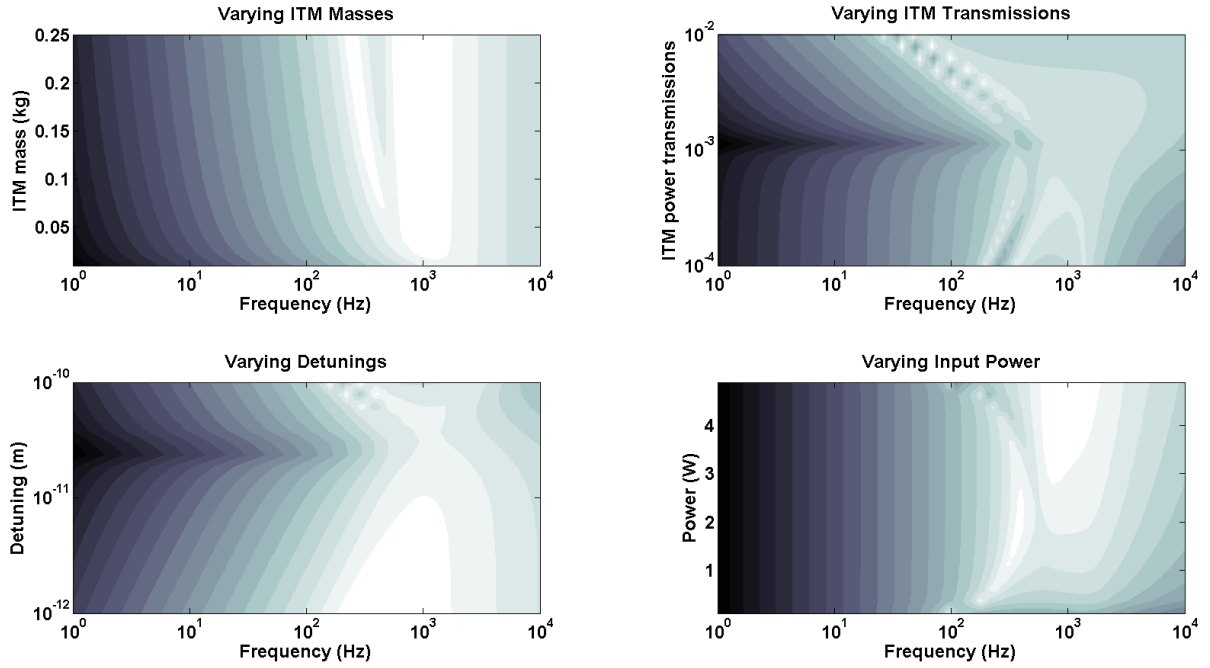 Varying ITM Masses
0.25
0.2
0.15
0.1
0.05
ITM mass (kg)
10^0 10^1 10^2 10^3 10^4
Frequency (Hz)
Varying ITM Transmissions
10^-2
10^-3
10^-4
ITM power transmissions
10^0 10^1 10^2 10^3 10^4
Frequency (Hz)
Varying Detunings
10^-10
10^-11
10^-12
Detuning (m)
10^0 10^1 10^2 10^3 10^4
Frequency (Hz)
Varying Input Power
4
3
2
1
Power (W)
10^0 10^1 10^2 10^3 10^4
Frequency (Hz)